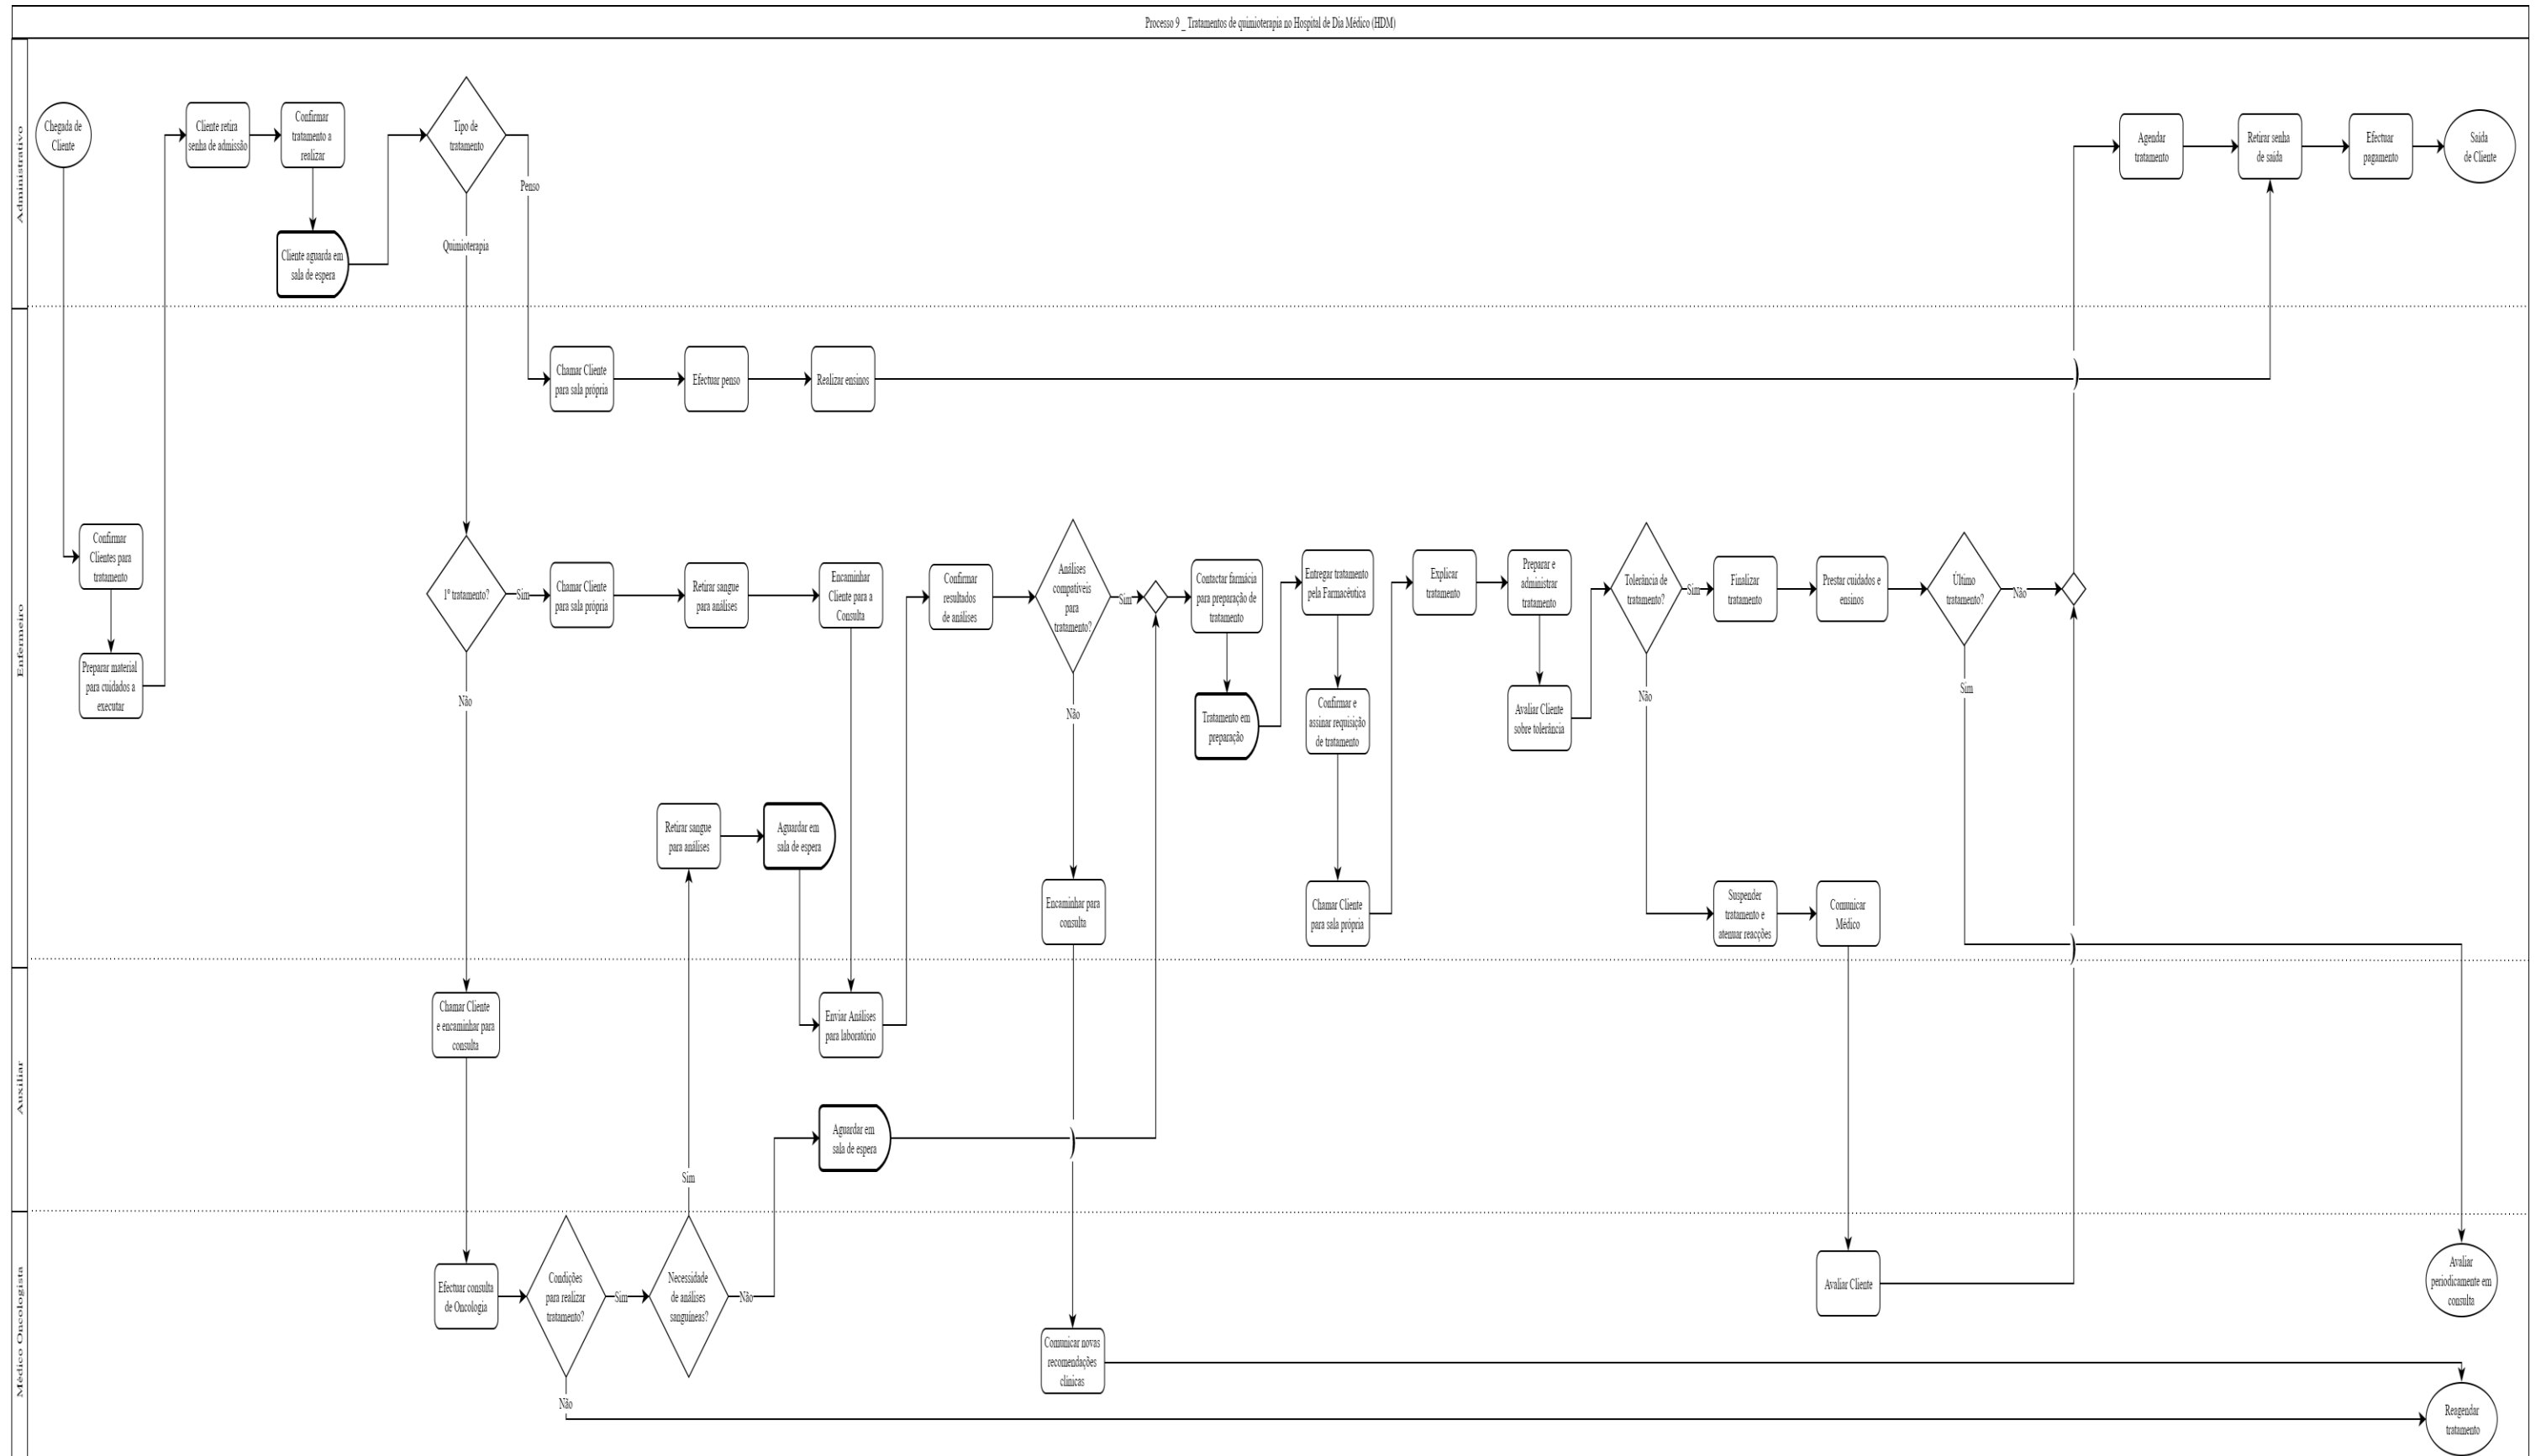 Processo 9 _ Tratamentos de quimioterapia no Hospital de Dia Médico (HDM)
Administrativo
Chegada de
Cliente
Cliente retira
senha de admissão
Confirmar
tratamento a
realizar
Cliente aguarda em
sala de espera
Tipo de
tratamento
Penso
Quimioterapia
Agendar
tratamento
Retirar senha
de saída
Efectuar
pagamento
Saída
de Cliente
Enfermeiro
Chamar Cliente
para sala própria
Efectuar penso
Realizar ensinos
Confirmar
Clientes para
tratamento
Preparar material
para cuidados a
executar
1º tratamento?
Sim
Não
Chamar Cliente
para sala própria
Retirar sangue
para análises
Encaminhar
Cliente para a
Consulta
Confirmar
resultados
de análises
Análises
compatíveis
para
tratamento?
Sim
Não
Contactar farmácia
para preparação de
tratamento
Tratamento em
preparação
Entregar tratamento
pela Farmacêutica
Confirmar e
assinar requisição
de tratamento
Chamar Cliente
para sala própria
Explicar
tratamento
Preparar e
administrar
tratamento
Avaliar Cliente
sobre tolerância
Tolerância de
tratamento?
Sim
Não
Finalizar
tratamento
Prestar cuidados e
ensinos
Último
tratamento?
Não
Sim
Retirar sangue
para análises
Aguardar em
sala de espera
Encaminhar para
consulta
Suspender
tratamento e
atenuar reacções
Comunicar
Médico
Auxiliar
Chamar Cliente
e encaminhar para
consulta
Enviar Análises
para laboratório
Aguardar em
sala de espera
Sim
Médico Oncologista
Efectuar consulta
de Oncologia
Condições
para realizar
tratamento?
Sim
Não
Necessidade
de análises
sanguíneas?
Não
Comunicar novas
recomendações
clínicas
Avaliar Cliente
Avaliar
periodicamente em
consulta
Reagendar
tratamento